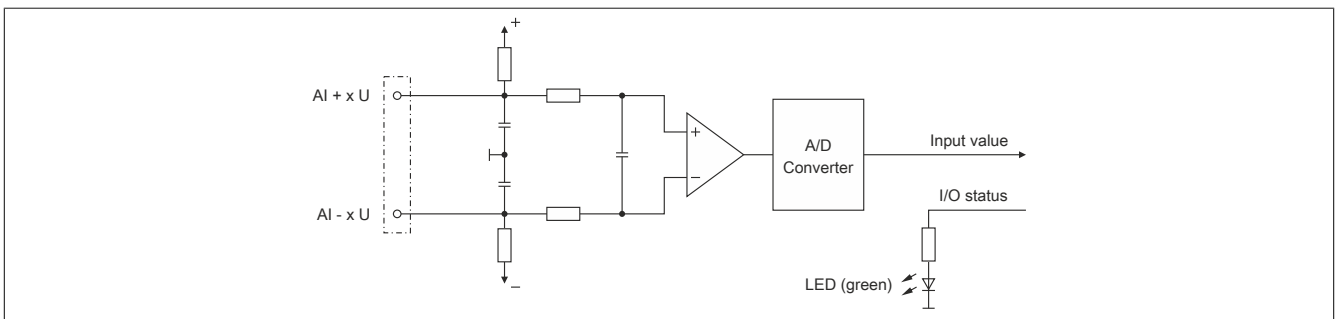 +
AI + x U
+
A/D
Converter
Input value
−
I/O status
AI - x U
LED (green)
−